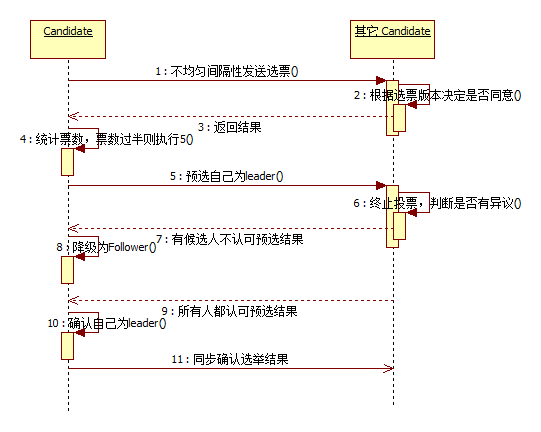 Candidate
其它 Candidate
1 : 不均匀间隔性发送选票()
2 : 根据选票版本决定是否同意()
3 : 返回结果
4 : 统计票数，票数过半则执行5()
5 : 预选自己为leader()
6 : 终止投票，判断是否有异议()
7 : 有候选人不认可预选结果
8 : 降级为Follower()
9 : 所有人都认可预选结果
10 : 确认自己为leader()
11 : 同步确认选举结果